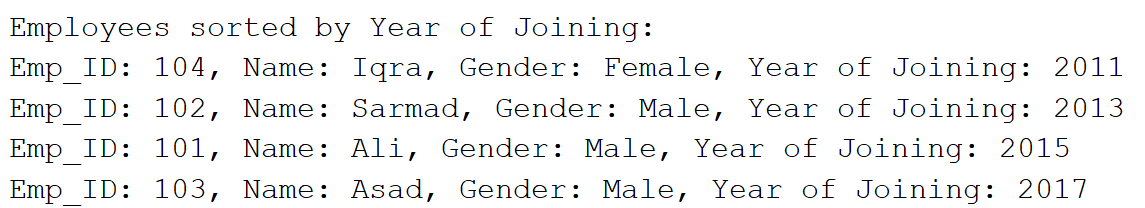 Employees sorted by Year of Joining:
Emp_ID: 104, Name: Iqra, Gender: Female, Year of Joining: 2011
Emp_ID: 102, Name: Sarmad, Gender: Male, Year of Joining: 2013
Emp_ID: 101, Name: Ali, Gender: Male, Year of Joining: 2015
Emp_ID: 103, Name: Asad, Gender: Male, Year of Joining: 2017